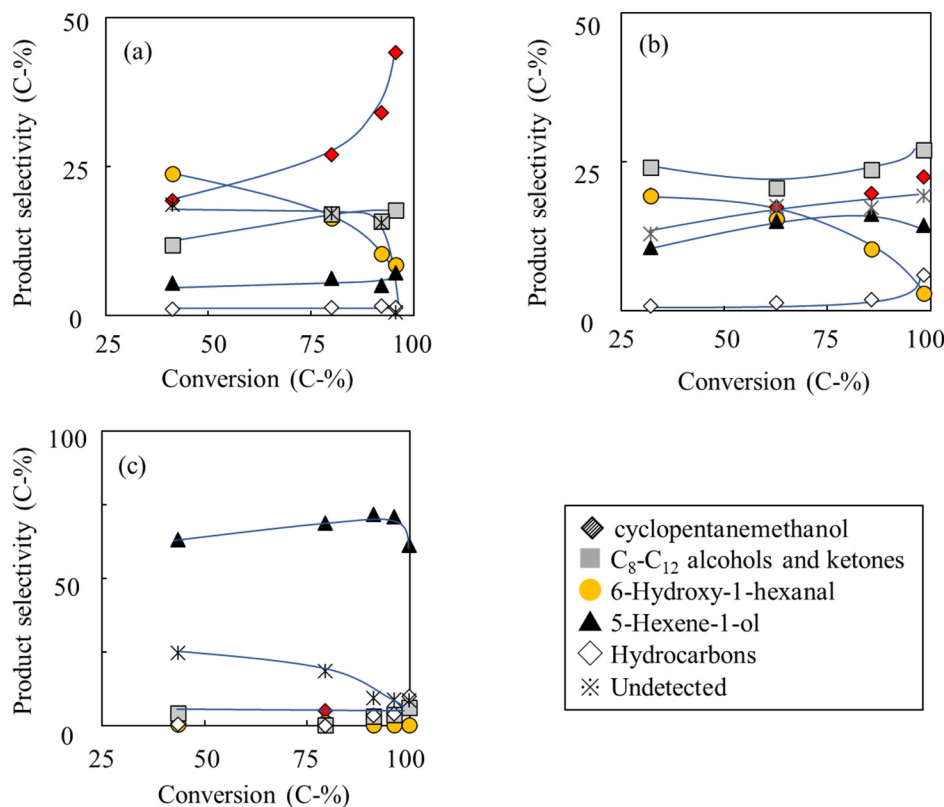 50
(a)
Product selectivity (C-%)
25
0
25
50
75
100
Conversion (C-%)
50
(b)
Product selectivity (C-%)
25
0
25
50
75
100
Conversion (C-%)
100
(c)
Product selectivity (C-%)
50
0
25
50
75
100
Conversion (C-%)
cyclopentanemethanol
C₈-C₁₂ alcohols and ketones
6-Hydroxy-1-hexanal
5-Hexene-1-ol
Hydrocarbons
Undetected